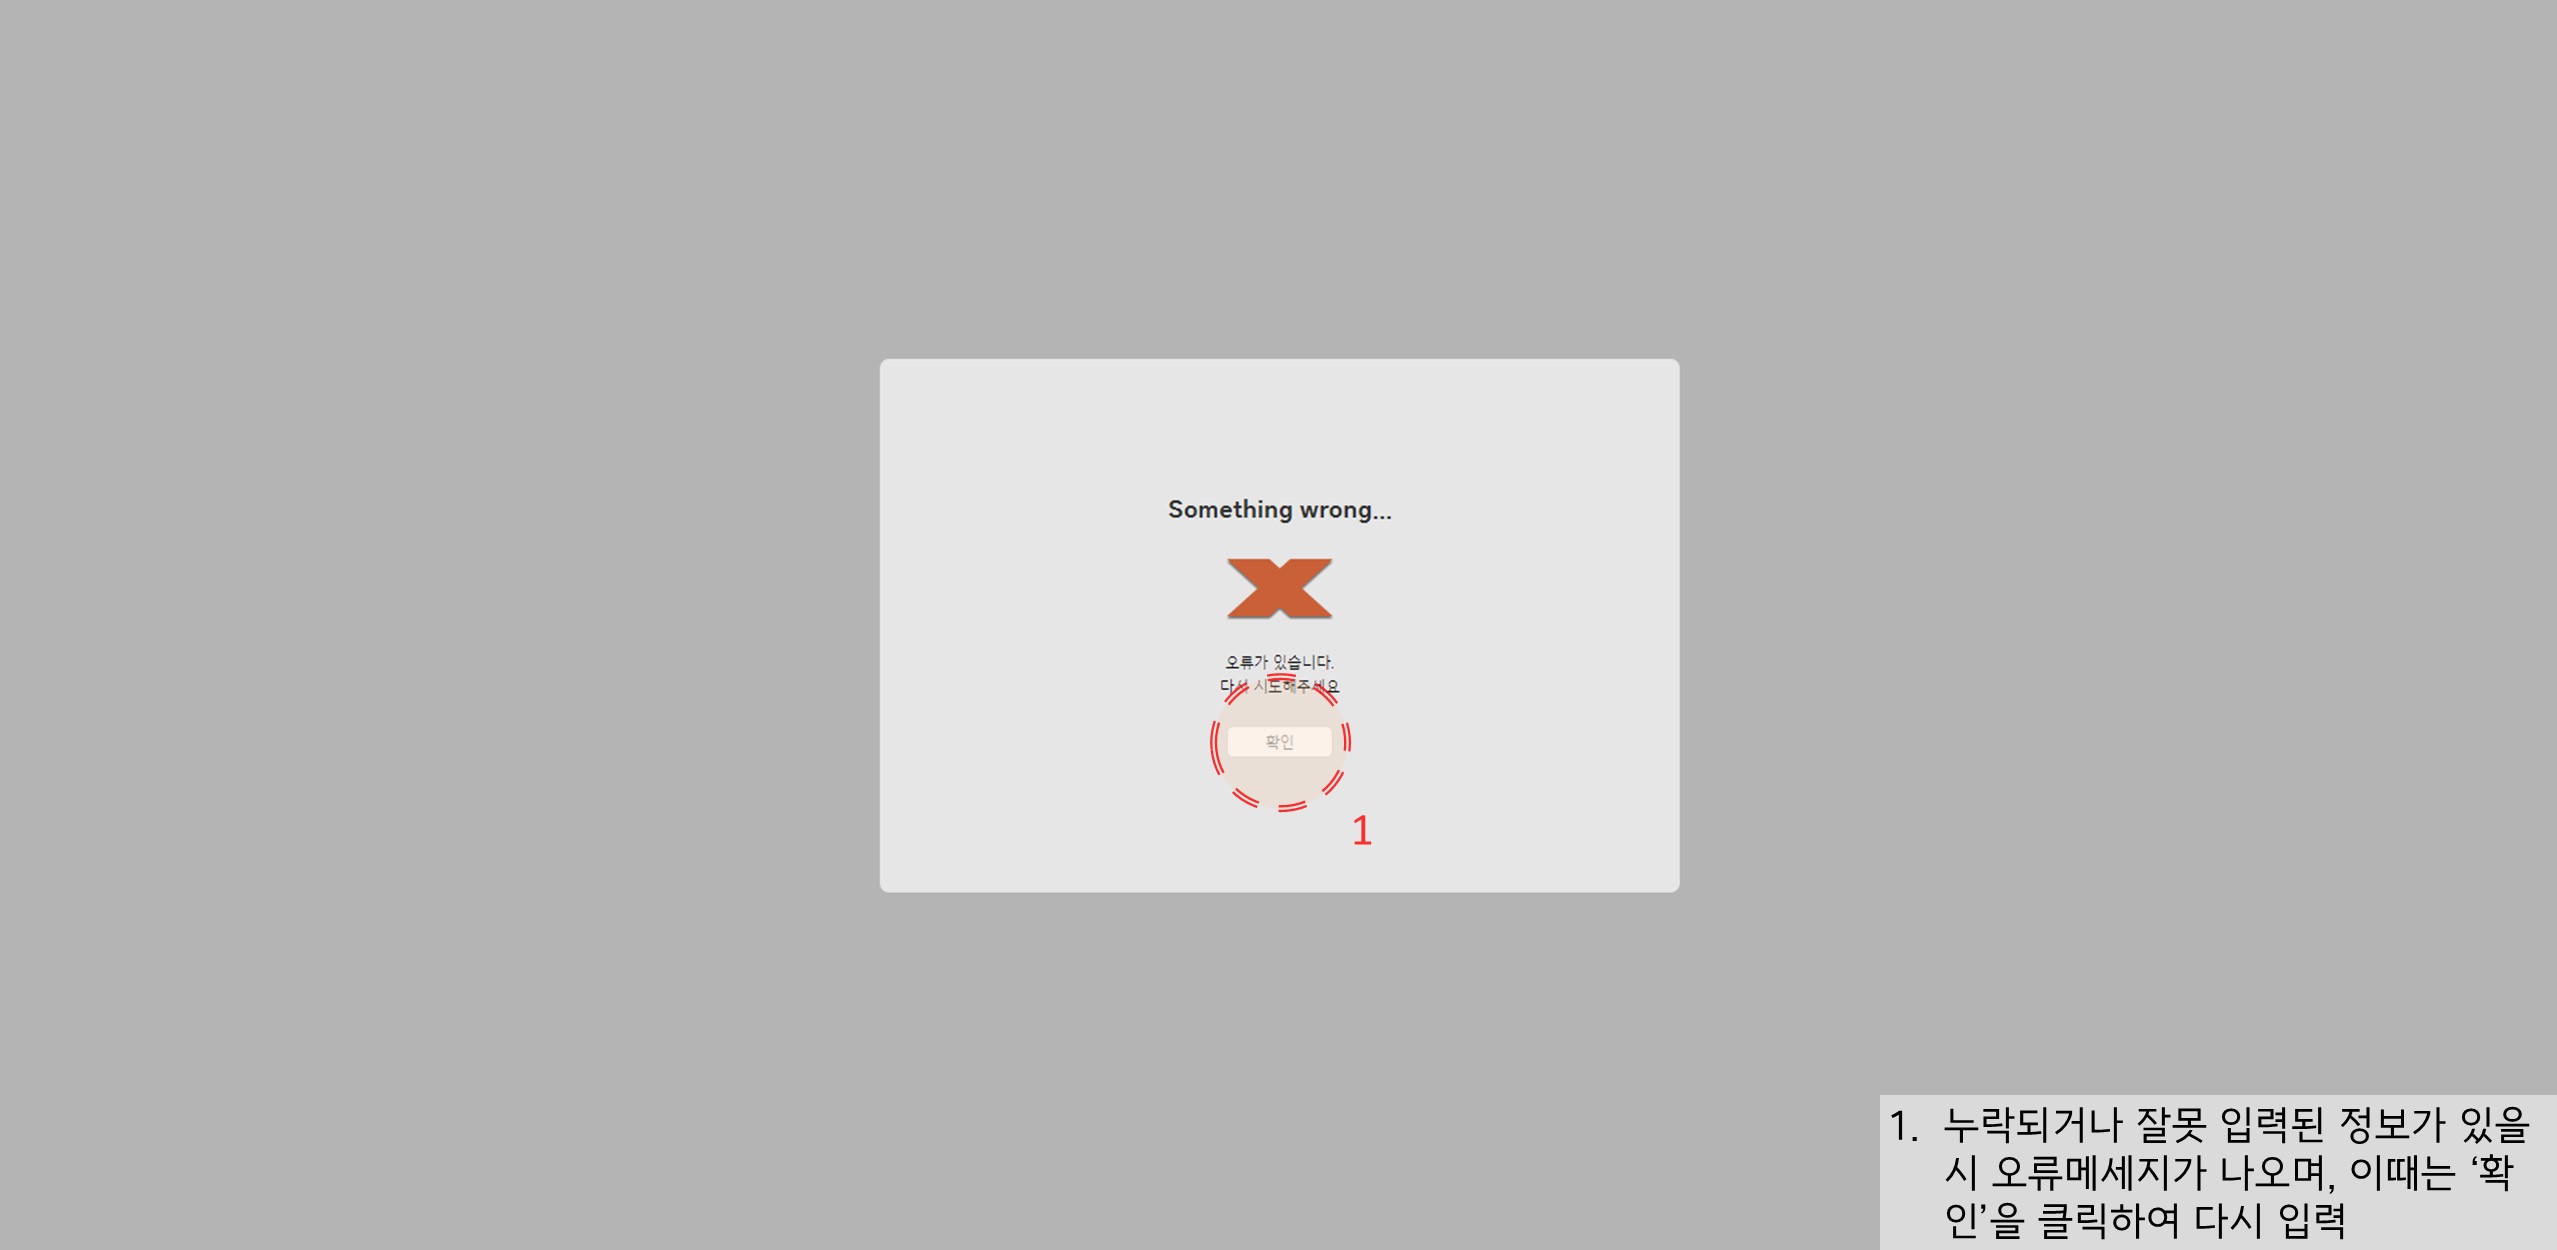 Something wrong...
오류가 있습니다.
다시 시도해주세요
확인
1
1. 누락되거나 잘못 입력된 정보가 있을
시 오류메세지가 나오며, 이때는 ‘확
인’을 클릭하여 다시 입력